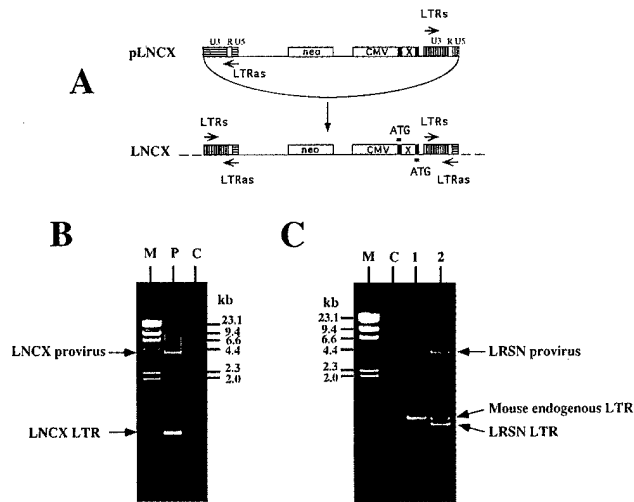 LTRs
U3 R U5
U3 R U5
pLNCX
neo
CMV
X
LTRas
A
LTRs
ATG
LTRs
LNCX
neo
CMV
X
LTRas
ATG
LTRas
B
M P C
kb
23.1
9.4
6.6
4.4
2.3
2.0
LNCX provirus
LNCX LTR
C
M C 1 2
kb
23.1
9.4
6.6
4.4
2.3
2.0
LRSN provirus
Mouse endogenous LTR
LRSN LTR